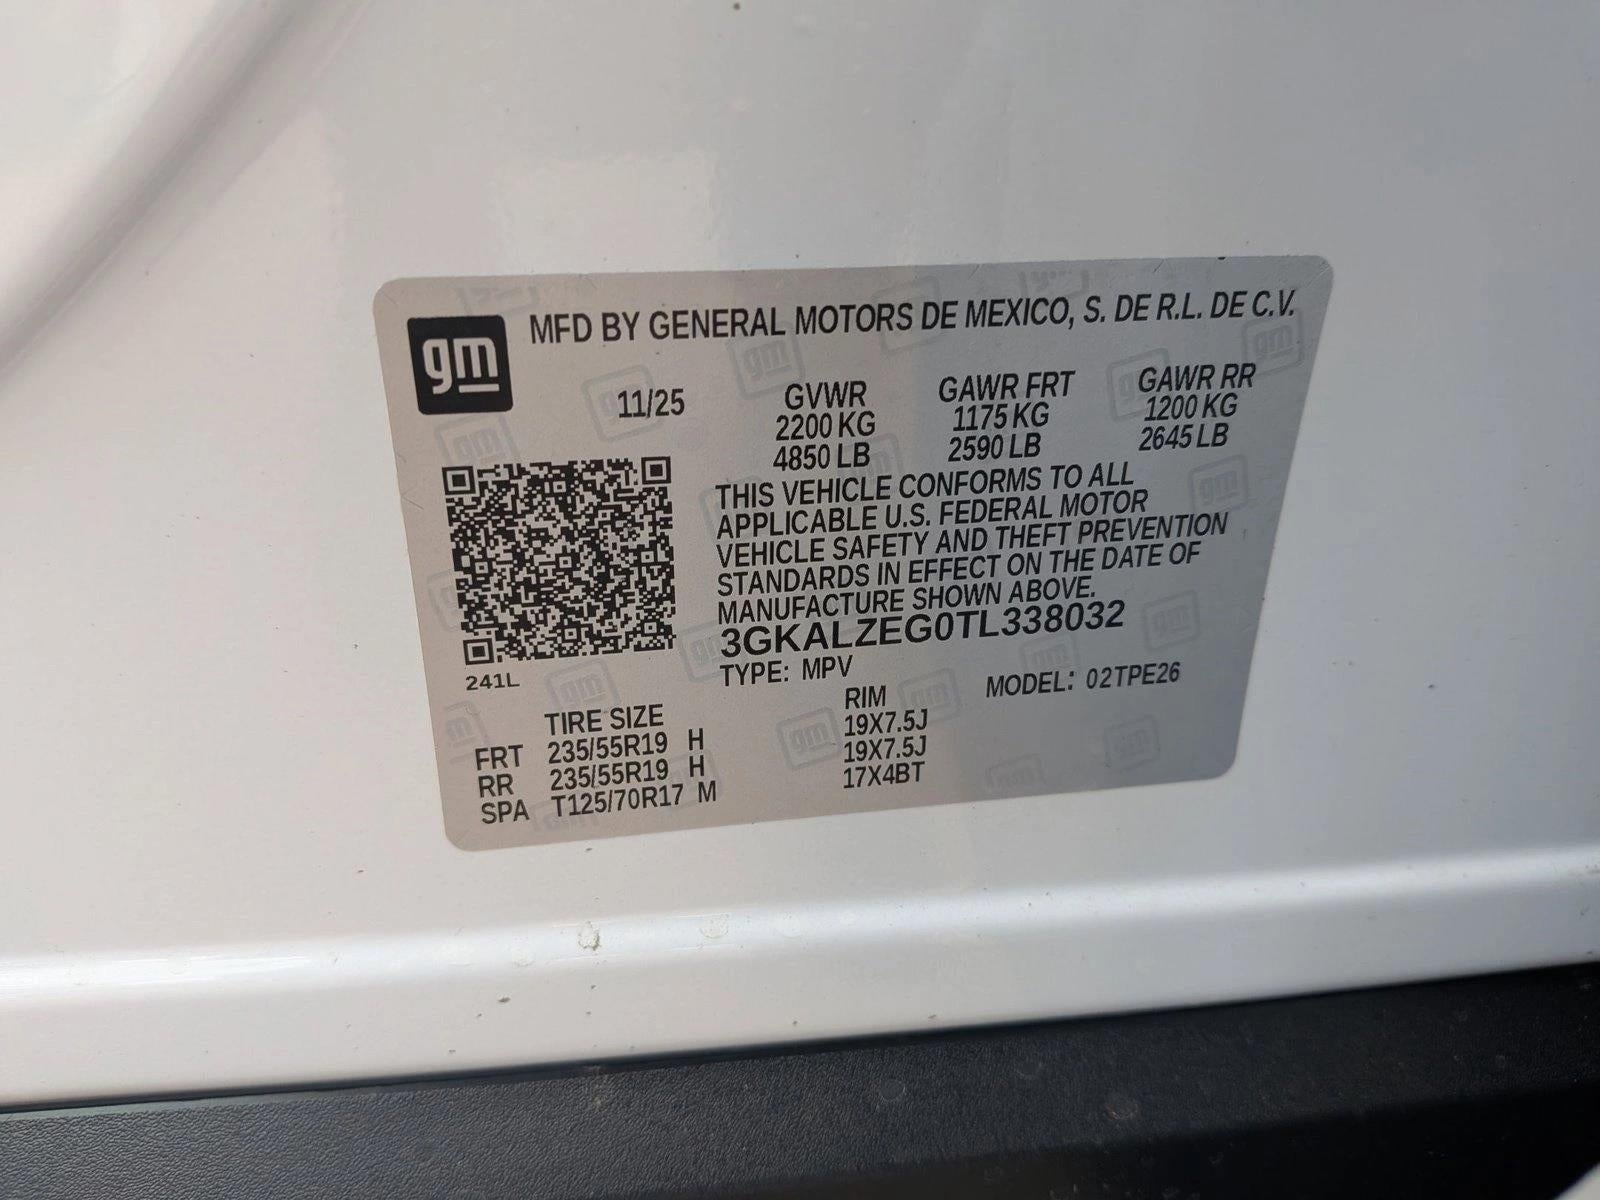 gm
MFD BY GENERAL MOTORS DE MEXICO, S. DE R.L. DE C.V.
11/25 GVWR GAWR FRT GAWR RR
2200 KG 1175 KG 1200 KG
4850 LB 2590 LB 2645 LB
THIS VEHICLE CONFORMS TO ALL
APPLICABLE U.S. FEDERAL MOTOR
VEHICLE SAFETY AND THEFT PREVENTION
STANDARDS IN EFFECT ON THE DATE OF
MANUFACTURE SHOWN ABOVE.
3GKALZEG0TL338032
TYPE: MPV MODEL: 02TPE26
241L
TIRE SIZE RIM
FRT 235/55R19 H 19X7.5J
RR 235/55R19 H 19X7.5J
SPA T125/70R17 M 17X4BT